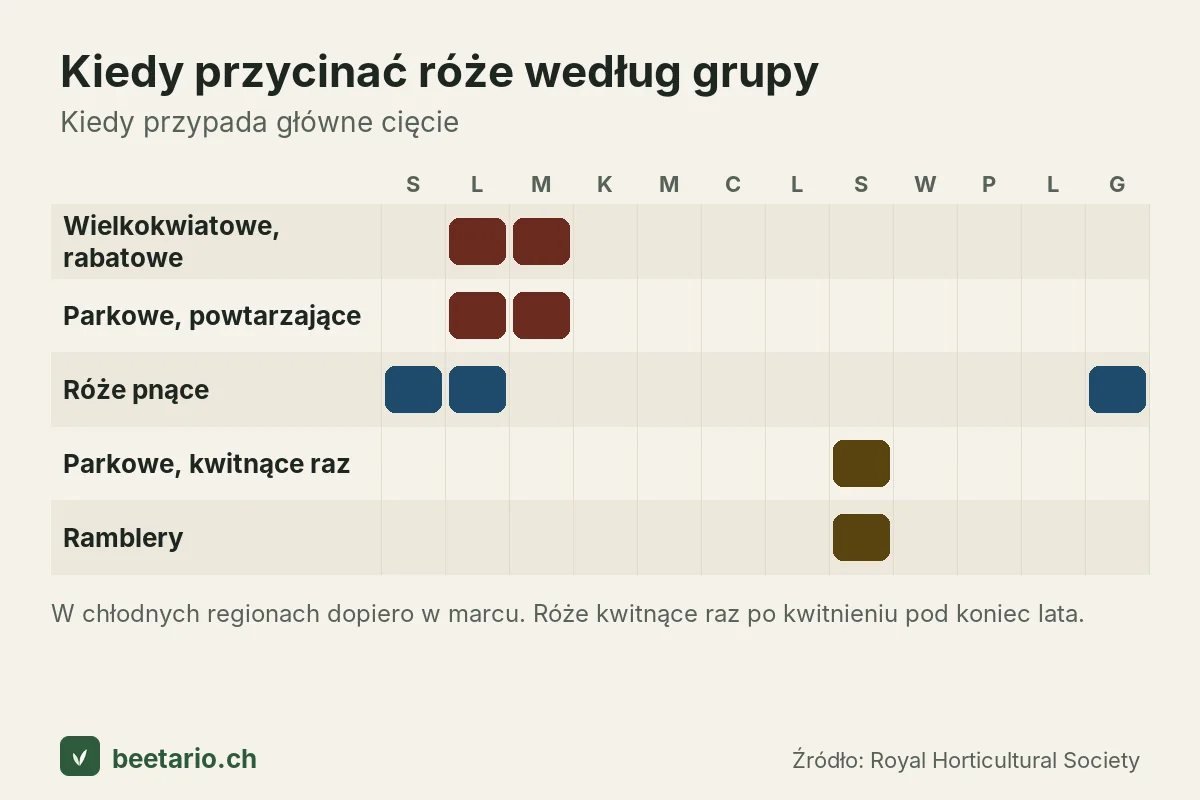 Kiedy przycinać róże według grupy
Kiedy przypada główne cięcie
S L M K M C L S W P L G
Wielkokwiatowe,
rabatowe
Parkowe, powtarzające
Róże pnące
Parkowe, kwitnące raz
Ramblery
W chłodnych regionach dopiero w marcu. Róże kwitnące raz po kwitnieniu pod koniec lata.
beetario.ch
Źródło: Royal Horticultural Society